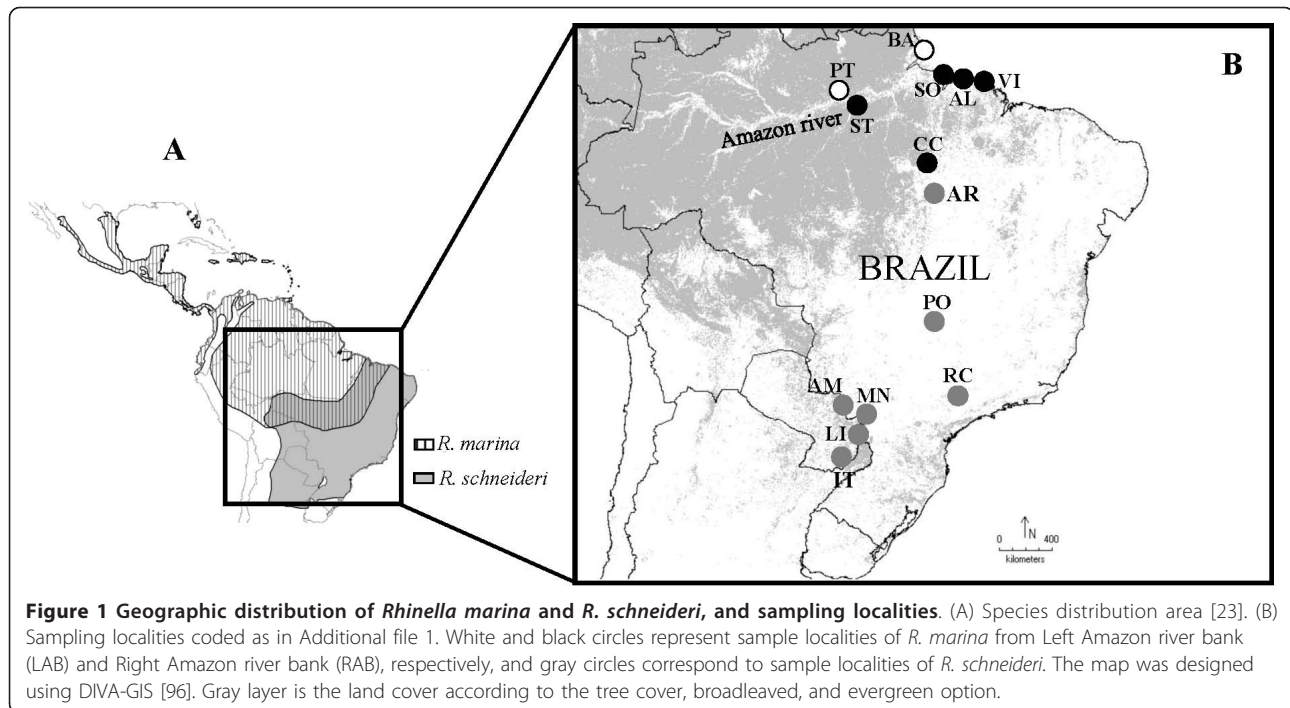 A
R. marina
R. schneideri
B
BA
PT
SO
AL
VI
ST
Amazon river
CC
AR
BRAZIL
PO
RC
AM
MN
LI
IT
N
0 400
kilometers
Figure 1 Geographic distribution of Rhinella marina and R. schneideri, and sampling localities. (A) Species distribution area [23]. (B)
Sampling localities coded as in Additional file 1. White and black circles represent sample localities of R. marina from Left Amazon river bank
(LAB) and Right Amazon river bank (RAB), respectively, and gray circles correspond to sample localities of R. schneideri. The map was designed
using DIVA-GIS [96]. Gray layer is the land cover according to the tree cover, broadleaved, and evergreen option.